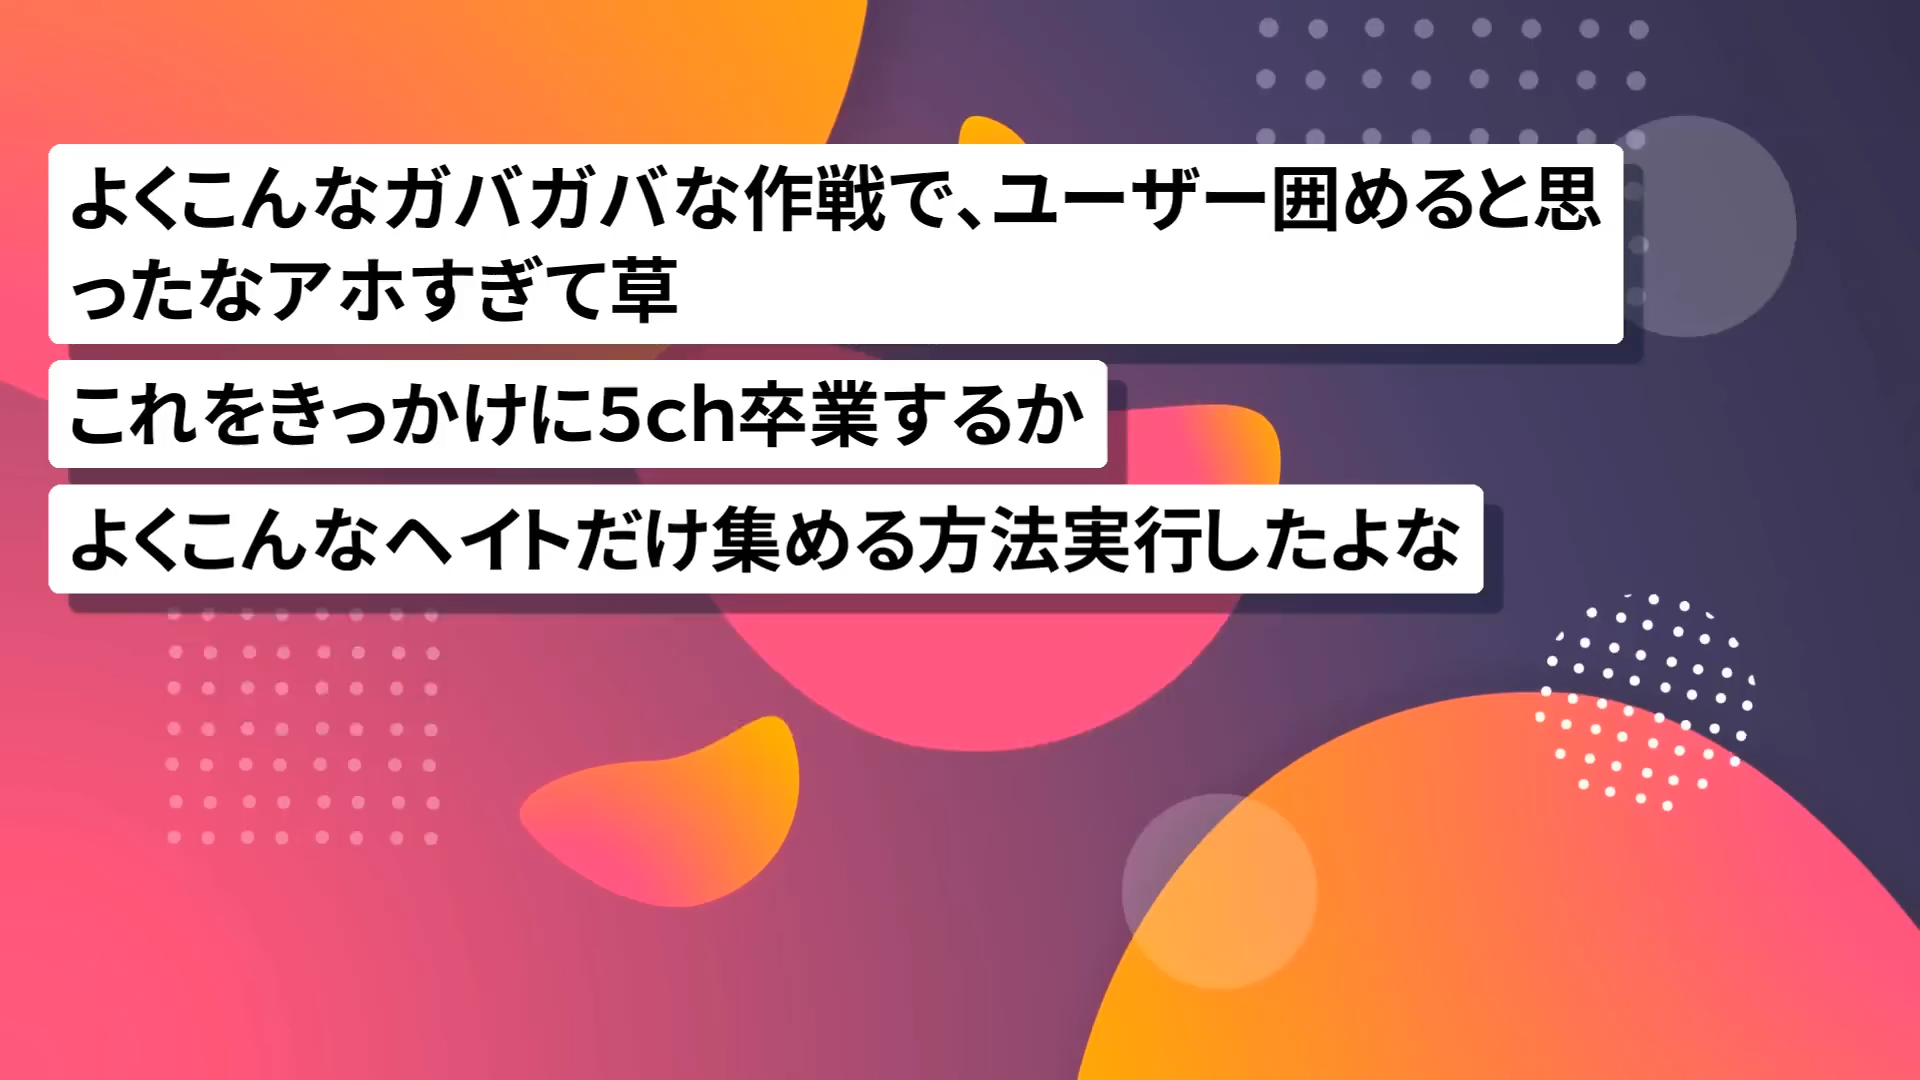 よくこんなガバガバな作戦で、ユーザー囲めると思
ったなアホすぎて草
これをきっかけに5ch卒業するか
よくこんなヘイトだけ集める方法実行したよな